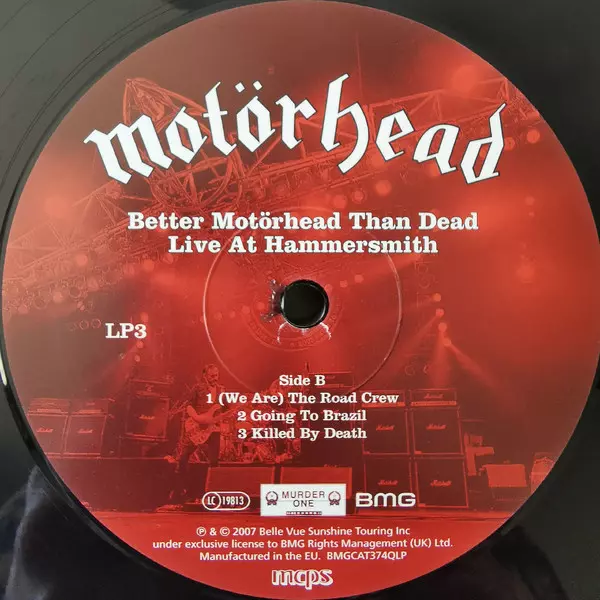 motörhead
Better Motörhead Than Dead
Live At Hammersmith
LP3
Side B
1 (We Are) The Road Crew
2 Going To Brazil
3 Killed By Death
LC 19813
MURDER
ONE
BMG
℗ & © 2007 Belle Vue Sunshine Touring Inc
under exclusive license to BMG Rights Management (UK) Ltd.
Manufactured in the EU. BMGCAT374QLP
mcps